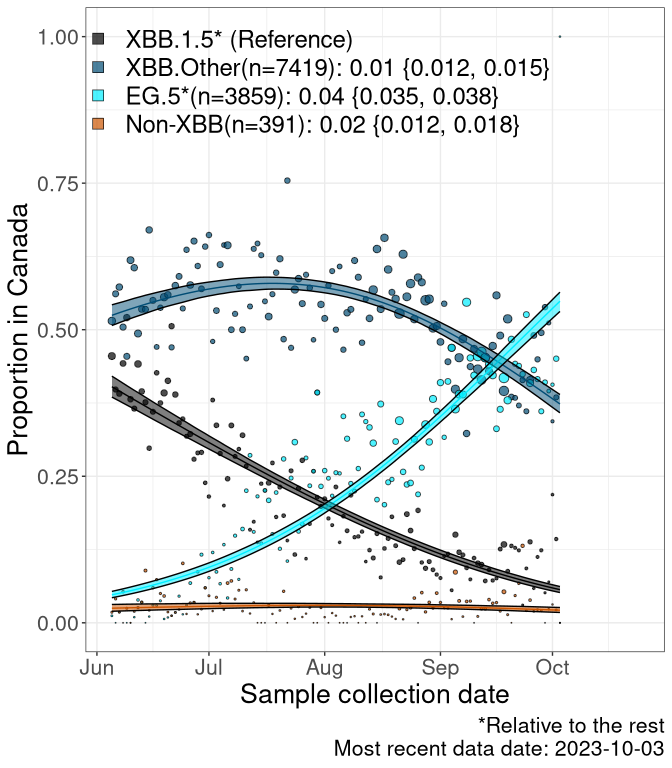 XBB.1.5* (Reference)
XBB.Other(n=7419): 0.01 {0.012, 0.015}
EG.5*(n=3859): 0.04 {0.035, 0.038}
Non-XBB(n=391): 0.02 {0.012, 0.018}
1.00
0.75
0.50
0.25
0.00
Proportion in Canada
Jun Jul Aug Sep Oct
Sample collection date
*Relative to the rest
Most recent data date: 2023-10-03